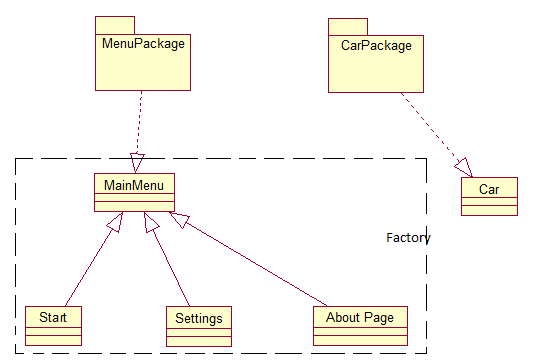 MenuPackage
CarPackage
MainMenu
Car
Factory
Start
Settings
About Page